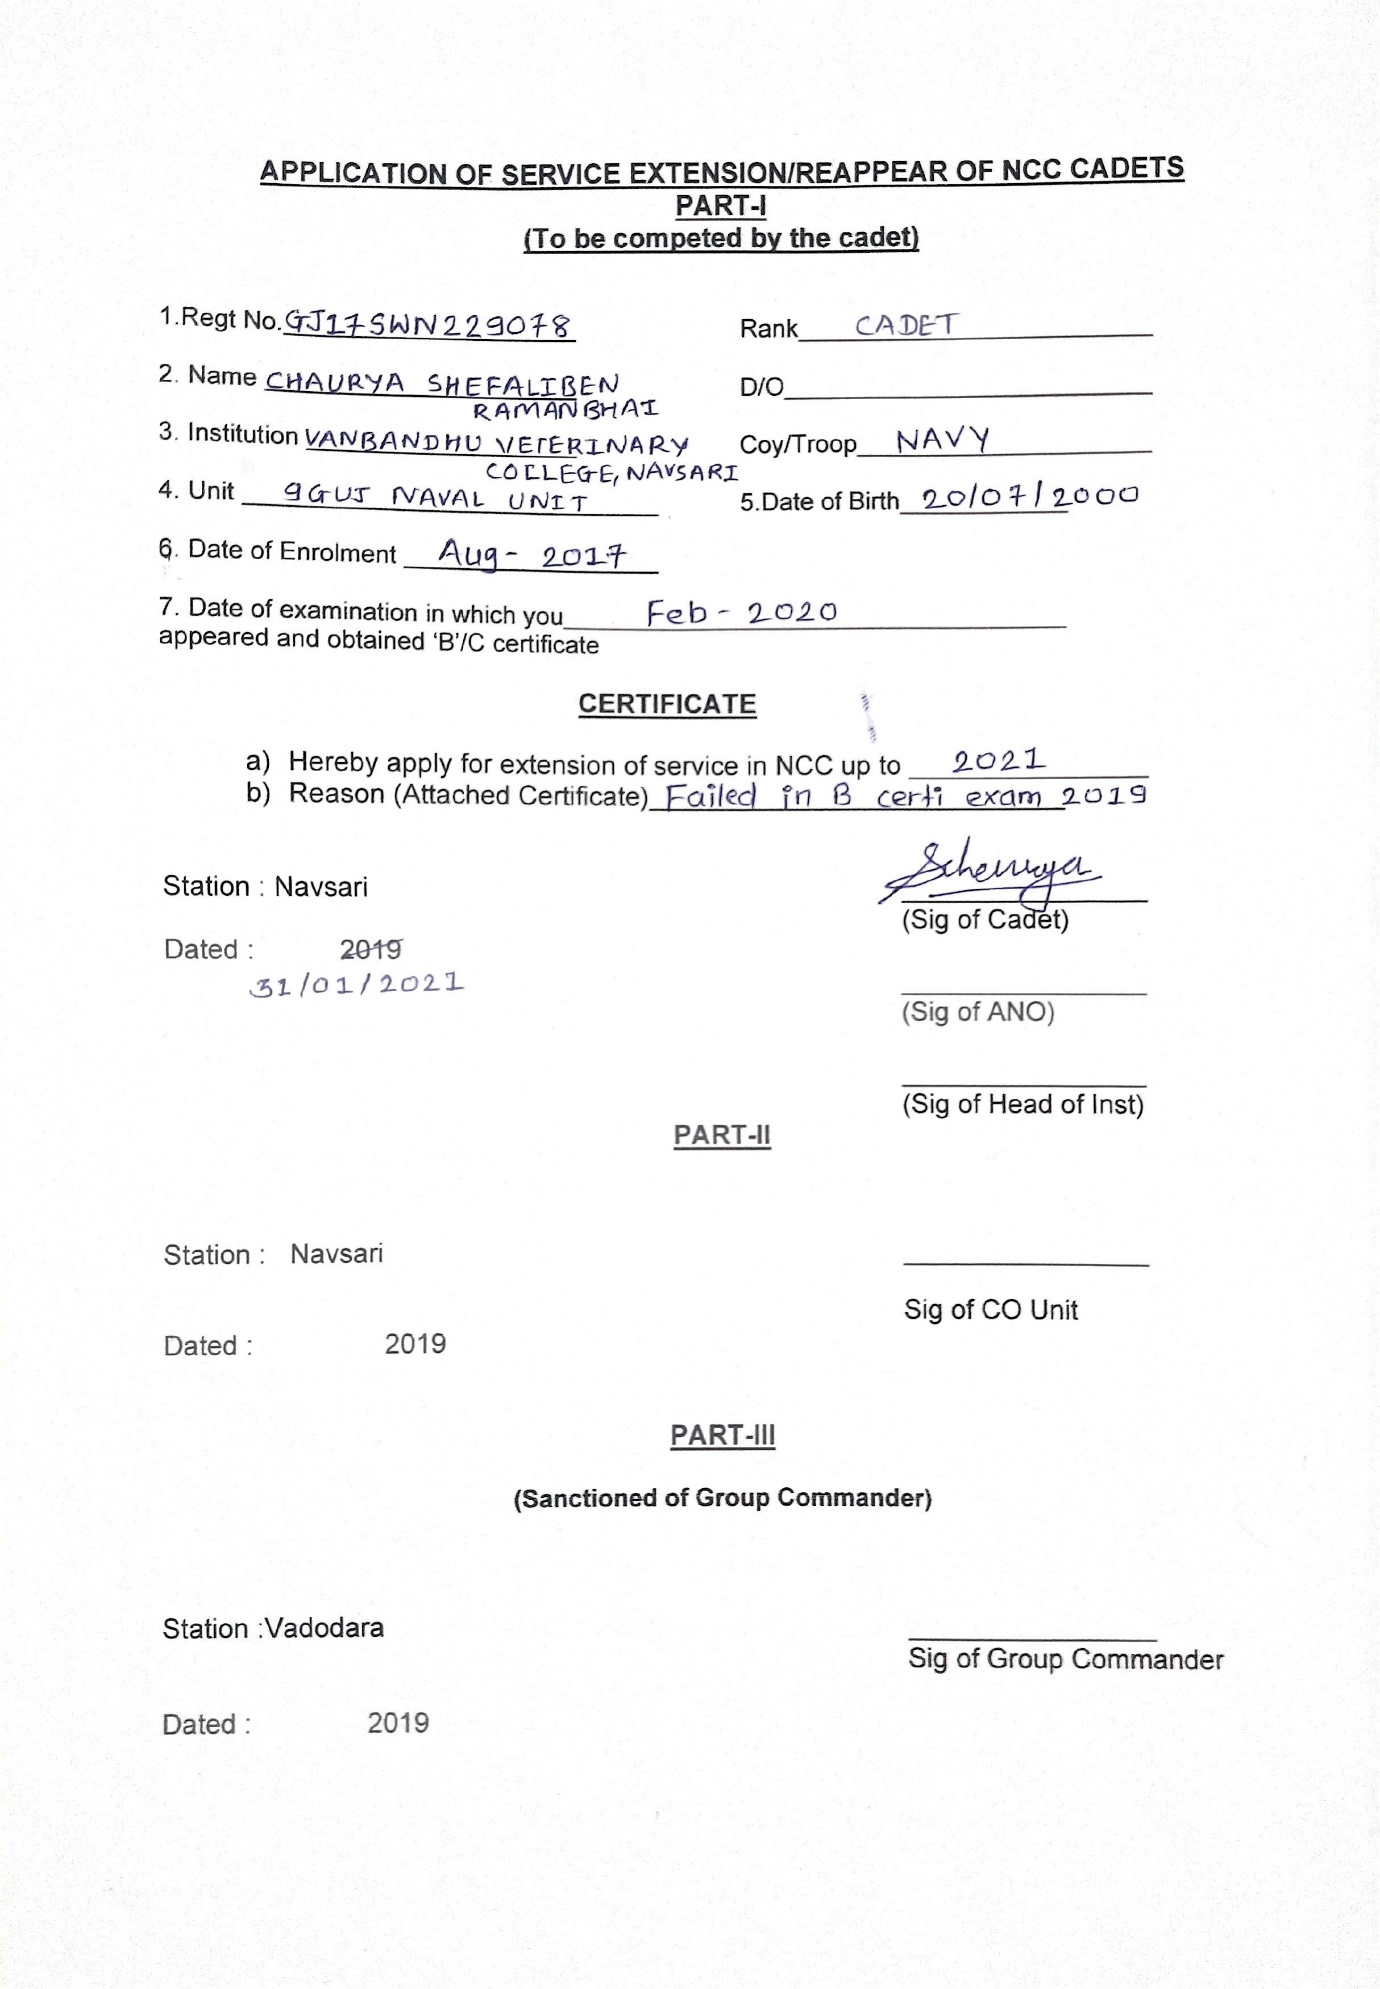 APPLICATION OF SERVICE EXTENSION/REAPPEAR OF NCC CADETS
PART-I
(To be competed by the cadet)
1.Regt No. GJ17SWN229078 Rank CADET
2. Name CHAURYA SHEFALIBEN D/O
RAMANBHAI
3. Institution VANBANDHU VETERINARY Coy/Troop NAVY
COLLEGE, NAVSARI
4. Unit 9GUJ NAVAL UNIT 5.Date of Birth 20/07/2000
6. Date of Enrolment Aug- 2017
7. Date of examination in which you Feb - 2020
appeared and obtained ‘B’/C certificate
CERTIFICATE
a) Hereby apply for extension of service in NCC up to 2021
b) Reason (Attached Certificate) Failed in B certi exam 2019
Station : Navsari
(Sig of Cadet)
Dated : 2019
31/01/2021
(Sig of ANO)
(Sig of Head of Inst)
PART-II
Station : Navsari
Sig of CO Unit
Dated : 2019
PART-III
(Sanctioned of Group Commander)
Station :Vadodara
Sig of Group Commander
Dated : 2019